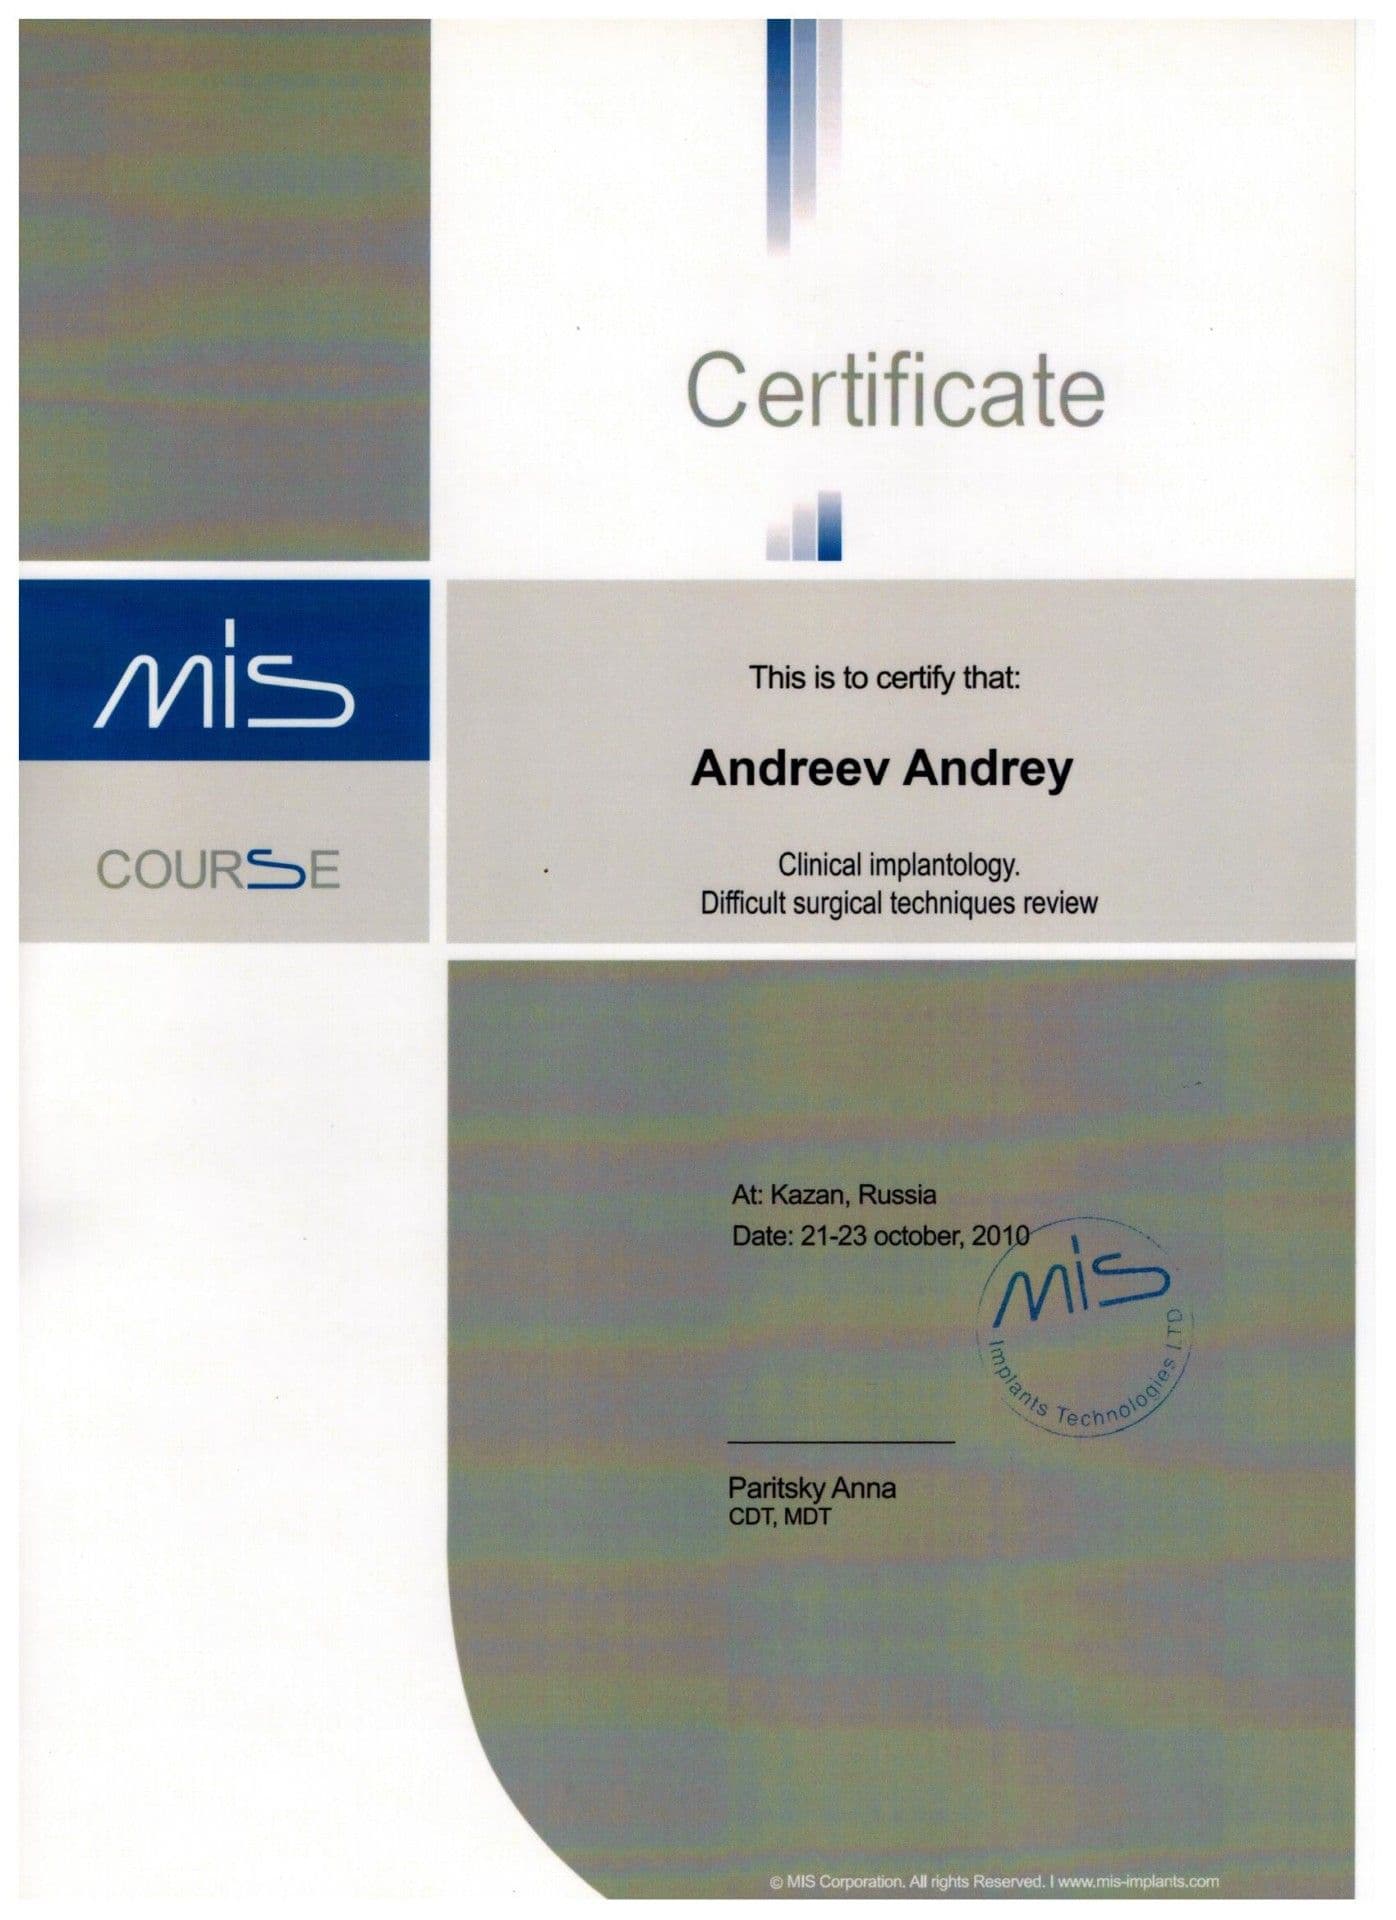 Certificate
mis
COURSE
This is to certify that:
Andreev Andrey
Clinical implantology.
Difficult surgical techniques review
At: Kazan, Russia
Date: 21-23 october, 2010
mis
Implants Technologies LTD
Paritsky Anna
CDT, MDT
© MIS Corporation. All rights Reserved. I www.mis-implants.com